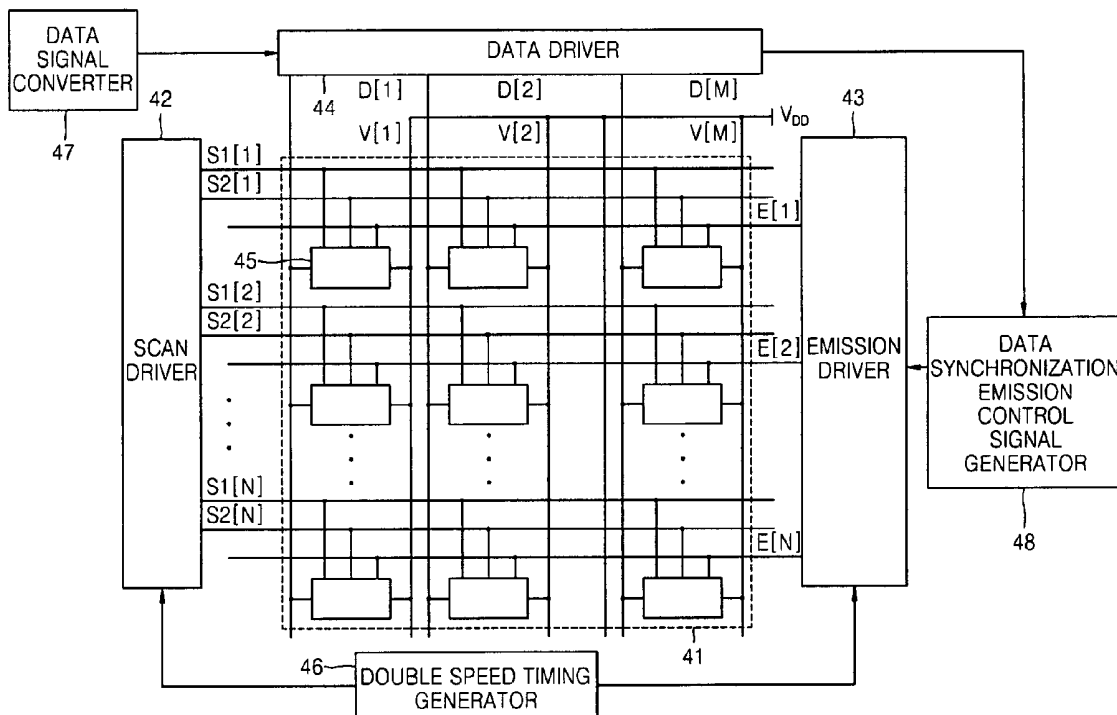 DATA
SIGNAL
CONVERTER
47
DATA DRIVER
44
D[1]
D[2]
D[M]
V[1]
V[2]
V[M]
VDD
42
43
S1[1]
S2[1]
E[1]
45
S1[2]
S2[2]
E[2]
SCAN
DRIVER
EMISSION
DRIVER
DATA
SYNCHRONIZATION
EMISSION
CONTROL
SIGNAL
GENERATOR
48
S1[N]
S2[N]
E[N]
41
46
DOUBLE SPEED TIMING
GENERATOR